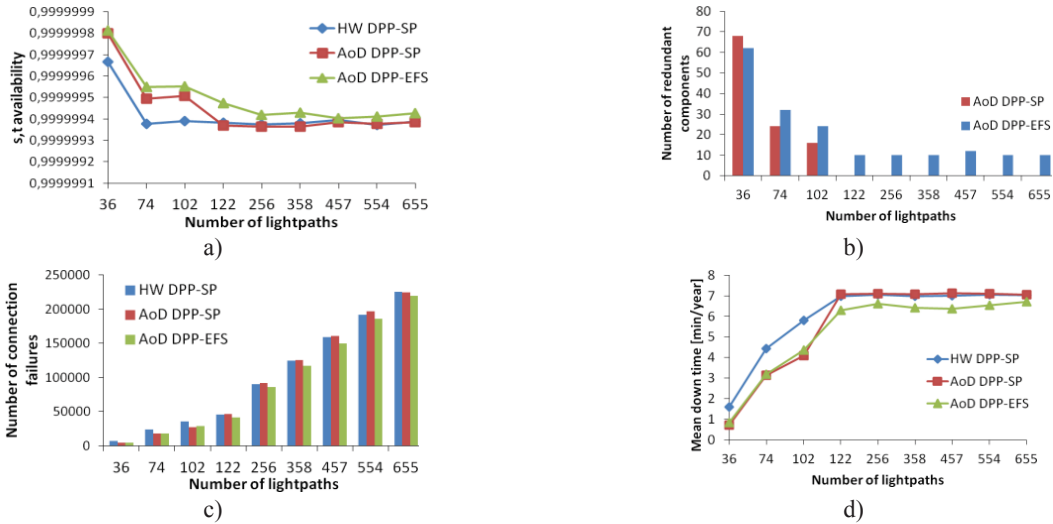 s,t availability
0,9999999
0,9999998
0,9999997
0,9999996
0,9999995
0,9999994
0,9999993
0,9999992
0,9999991
HW DPP-SP
AoD DPP-SP
AoD DPP-EFS
36 74 102 122 256 358 457 554 655
Number of lightpaths
a)
Number of redundant
components
80
70
60
50
40
30
20
10
0
AoD DPP-SP
AoD DPP-EFS
36 74 102 122 256 358 457 554 655
Number of lightpaths
b)
Number of connection
failures
250000
200000
150000
100000
50000
0
HW DPP-SP
AoD DPP-SP
AoD DPP-EFS
36 74 102 122 256 358 457 554 655
Number of lightpaths
c)
Mean down time [min/year]
8
7
6
5
4
3
2
1
0
HW DPP-SP
AoD DPP-SP
AoD DPP-EFS
36 74 102 122 256 358 457 554 655
Number of lightpaths
d)